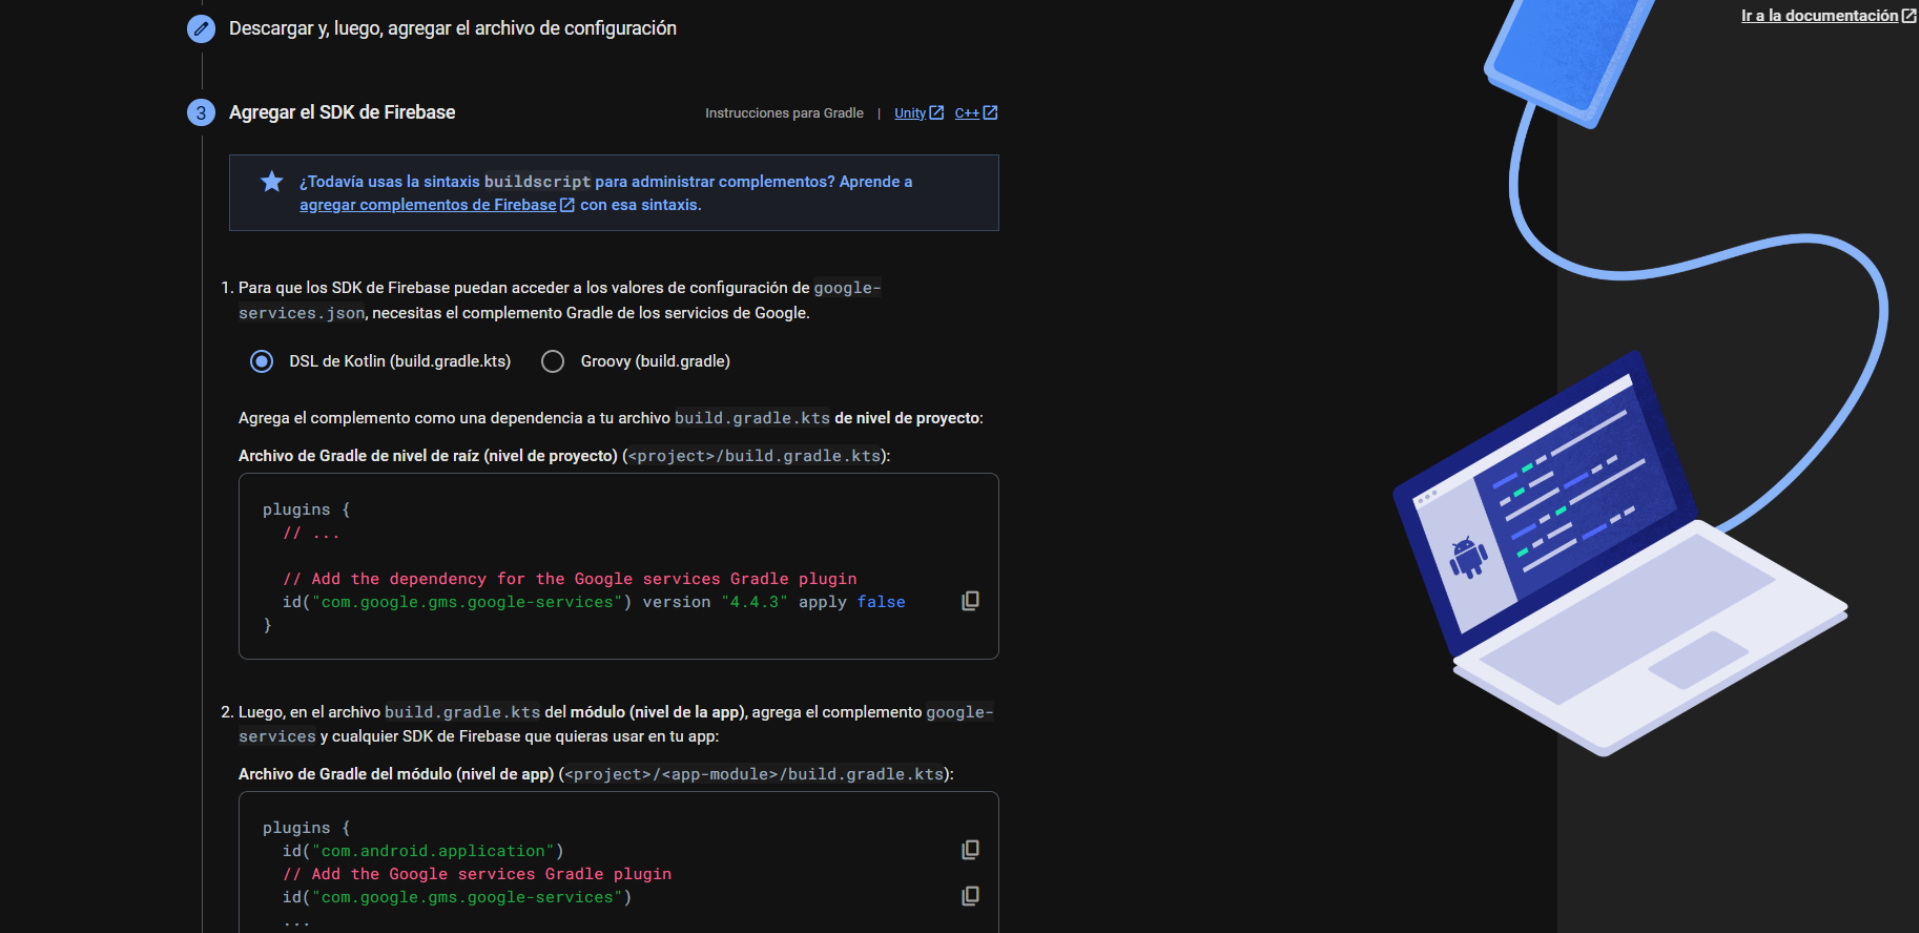 Ir a la documentación
Descargar y, luego, agregar el archivo de configuración
3 Agregar el SDK de Firebase Instrucciones para Gradle | Unity C++
¿Todavía usas la sintaxis buildscript para administrar complementos? Aprende a
agregar complementos de Firebase con esa sintaxis.
1. Para que los SDK de Firebase puedan acceder a los valores de configuración de google-
services.json, necesitas el complemento Gradle de los servicios de Google.
DSL de Kotlin (build.gradle.kts) Groovy (build.gradle)
Agrega el complemento como una dependencia a tu archivo build.gradle.kts de nivel de proyecto:
Archivo de Gradle de nivel de raíz (nivel de proyecto) (<project>/build.gradle.kts):
plugins {
// ...
// Add the dependency for the Google services Gradle plugin
id("com.google.gms.google-services") version "4.4.3" apply false
}
2. Luego, en el archivo build.gradle.kts del módulo (nivel de la app), agrega el complemento google-
services y cualquier SDK de Firebase que quieras usar en tu app:
Archivo de Gradle del módulo (nivel de app) (<project>/<app-module>/build.gradle.kts):
plugins {
id("com.android.application")
// Add the Google services Gradle plugin
id("com.google.gms.google-services")
...